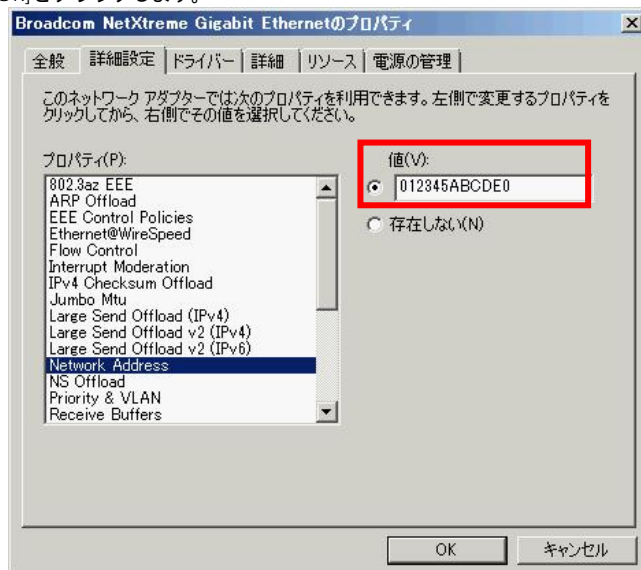 Broadcom NetXtreme Gigabit Ethernetのプロパティ
全般 詳細設定 ドライバー 詳細 リソース 電源の管理
このネットワーク アダプターでは次のプロパティを利用できます。左側で変更するプロパティを
クリックしてから、右側でその値を選択してください。
プロパティ(P):
802.3az EEE
ARP Offload
EEE Control Policies
Ethernet@WireSpeed
Flow Control
Interrupt Moderation
IPv4 Checksum Offload
Jumbo Mtu
Large Send Offload (IPv4)
Large Send Offload v2 (IPv4)
Large Send Offload v2 (IPv6)
Network Address
NS Offload
Priority & VLAN
Receive Buffers
値(V):
012345ABCDE0
存在しない(N)
OK キャンセル